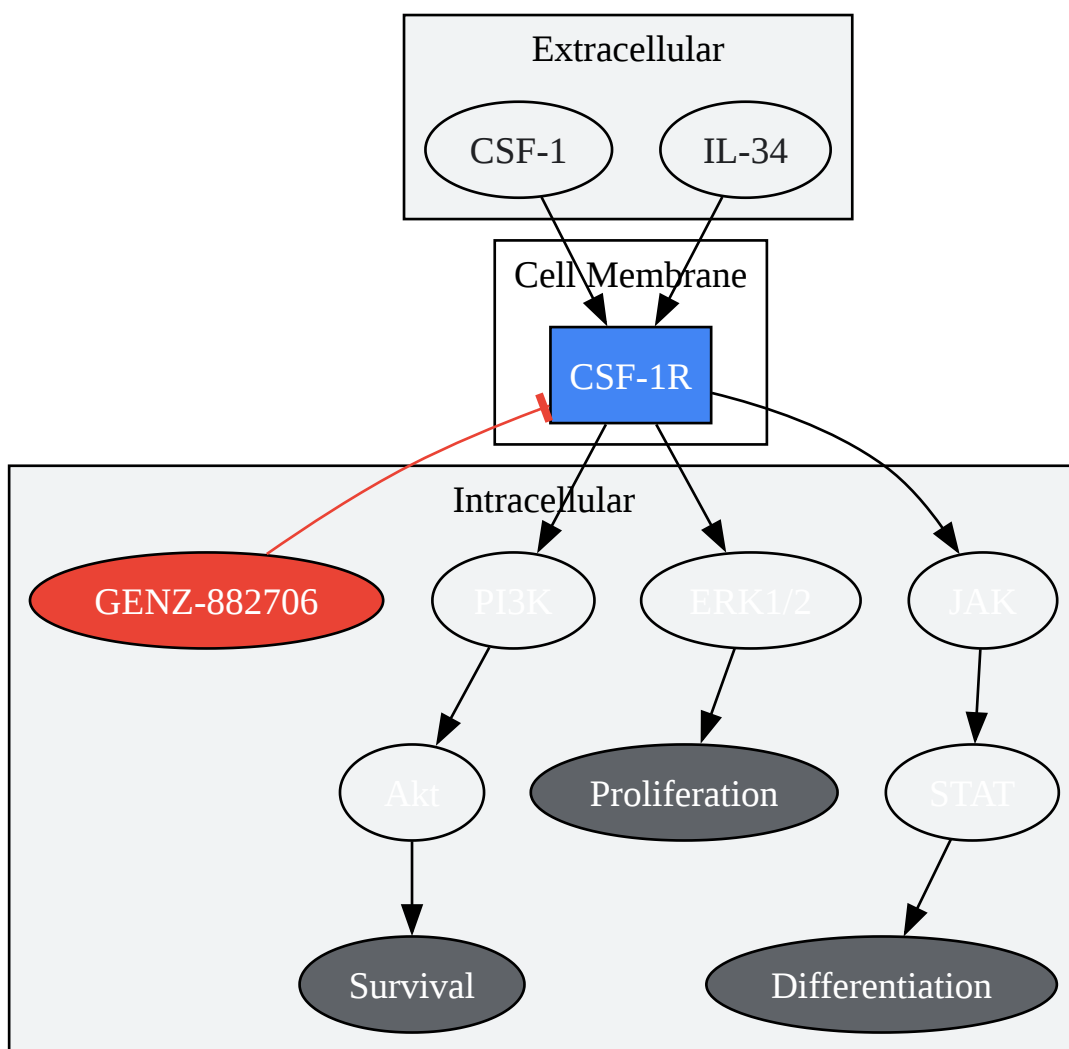 Extracellular
CSF-1
IL-34
Cell Membrane
CSF-1R
Intracellular
GENZ-882706
PI3K
ERK1/2
JAK
Akt
Proliferation
STAT
Survival
Differentiation